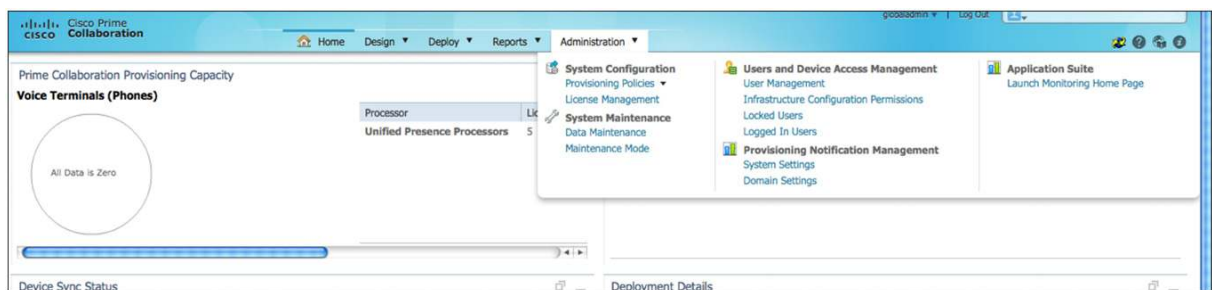 globaladmin ▾ | Log Out
Cisco Prime
CISCO Collaboration
Home Design ▼ Deploy ▼ Reports ▼ Administration ▼
Prime Collaboration Provisioning Capacity
Voice Terminals (Phones)
All Data is Zero
Processor
Unified Presence Processors 5
System Configuration
Provisioning Policies ▾
License Management
System Maintenance
Data Maintenance
Maintenance Mode
Users and Device Access Management
User Management
Infrastructure Configuration Permissions
Locked Users
Logged In Users
Provisioning Notification Management
System Settings
Domain Settings
Application Suite
Launch Monitoring Home Page
Device Sync Status
Deployment Details